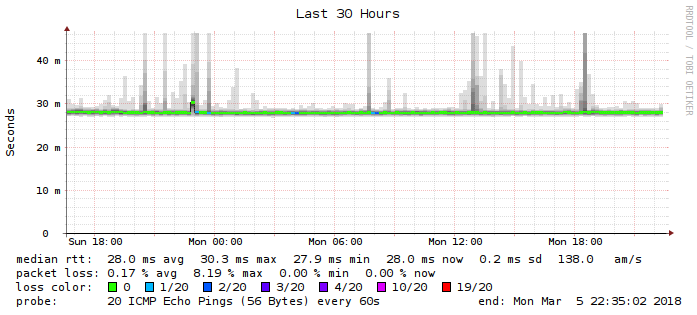 Last 30 Hours
RRDTOOL / TOBI OETIKER
Seconds
40 m
30 m
20 m
10 m
0
Sun 18:00 Mon 00:00 Mon 06:00 Mon 12:00 Mon 18:00
median rtt: 28.0 ms avg 30.3 ms max 27.9 ms min 28.0 ms now 0.2 ms sd 138.0 am/s
packet loss: 0.17 % avg 8.19 % max 0.00 % min 0.00 % now
loss color: 0 1/20 2/20 3/20 4/20 10/20 19/20
probe: 20 ICMP Echo Pings (56 Bytes) every 60s end: Mon Mar 5 22:35:02 2018